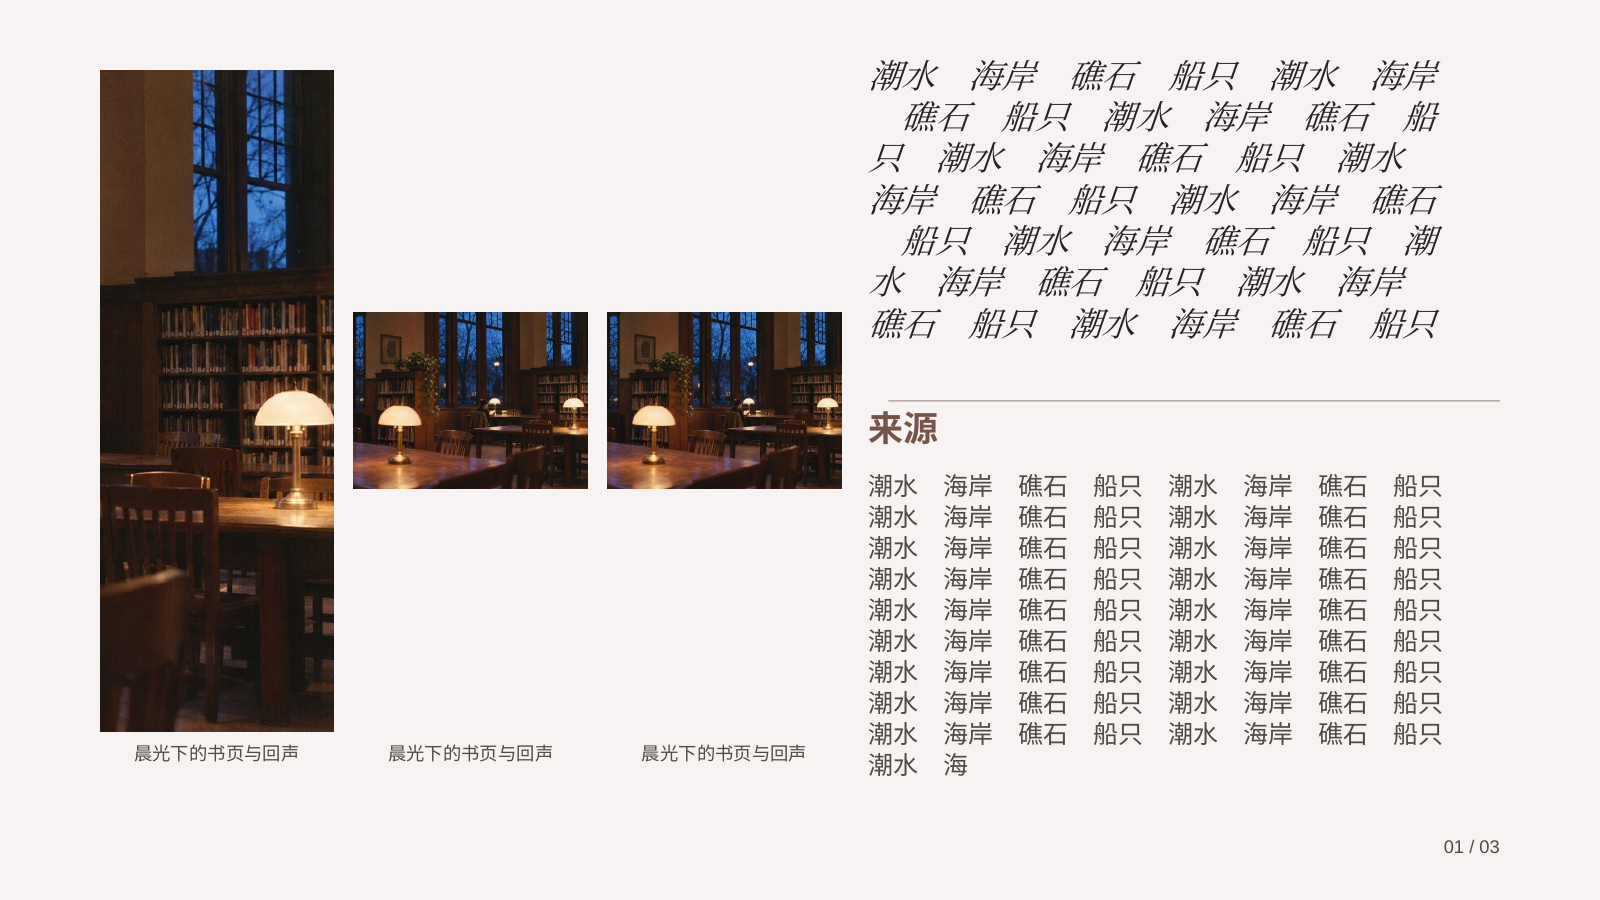 潮水　海岸　礁石　船只　潮水　海岸
礁石　船只　潮水　海岸　礁石　船
只　潮水　海岸　礁石　船只　潮水
海岸　礁石　船只　潮水　海岸　礁石
船只　潮水　海岸　礁石　船只　潮
水　海岸　礁石　船只　潮水　海岸
礁石　船只　潮水　海岸　礁石　船只
来源
潮水　海岸　礁石　船只　潮水　海岸　礁石　船只
潮水　海岸　礁石　船只　潮水　海岸　礁石　船只
潮水　海岸　礁石　船只　潮水　海岸　礁石　船只
潮水　海岸　礁石　船只　潮水　海岸　礁石　船只
潮水　海岸　礁石　船只　潮水　海岸　礁石　船只
潮水　海岸　礁石　船只　潮水　海岸　礁石　船只
潮水　海岸　礁石　船只　潮水　海岸　礁石　船只
潮水　海岸　礁石　船只　潮水　海岸　礁石　船只
潮水　海岸　礁石　船只　潮水　海岸　礁石　船只
潮水　海
晨光下的书页与回声
晨光下的书页与回声
晨光下的书页与回声
01 / 03